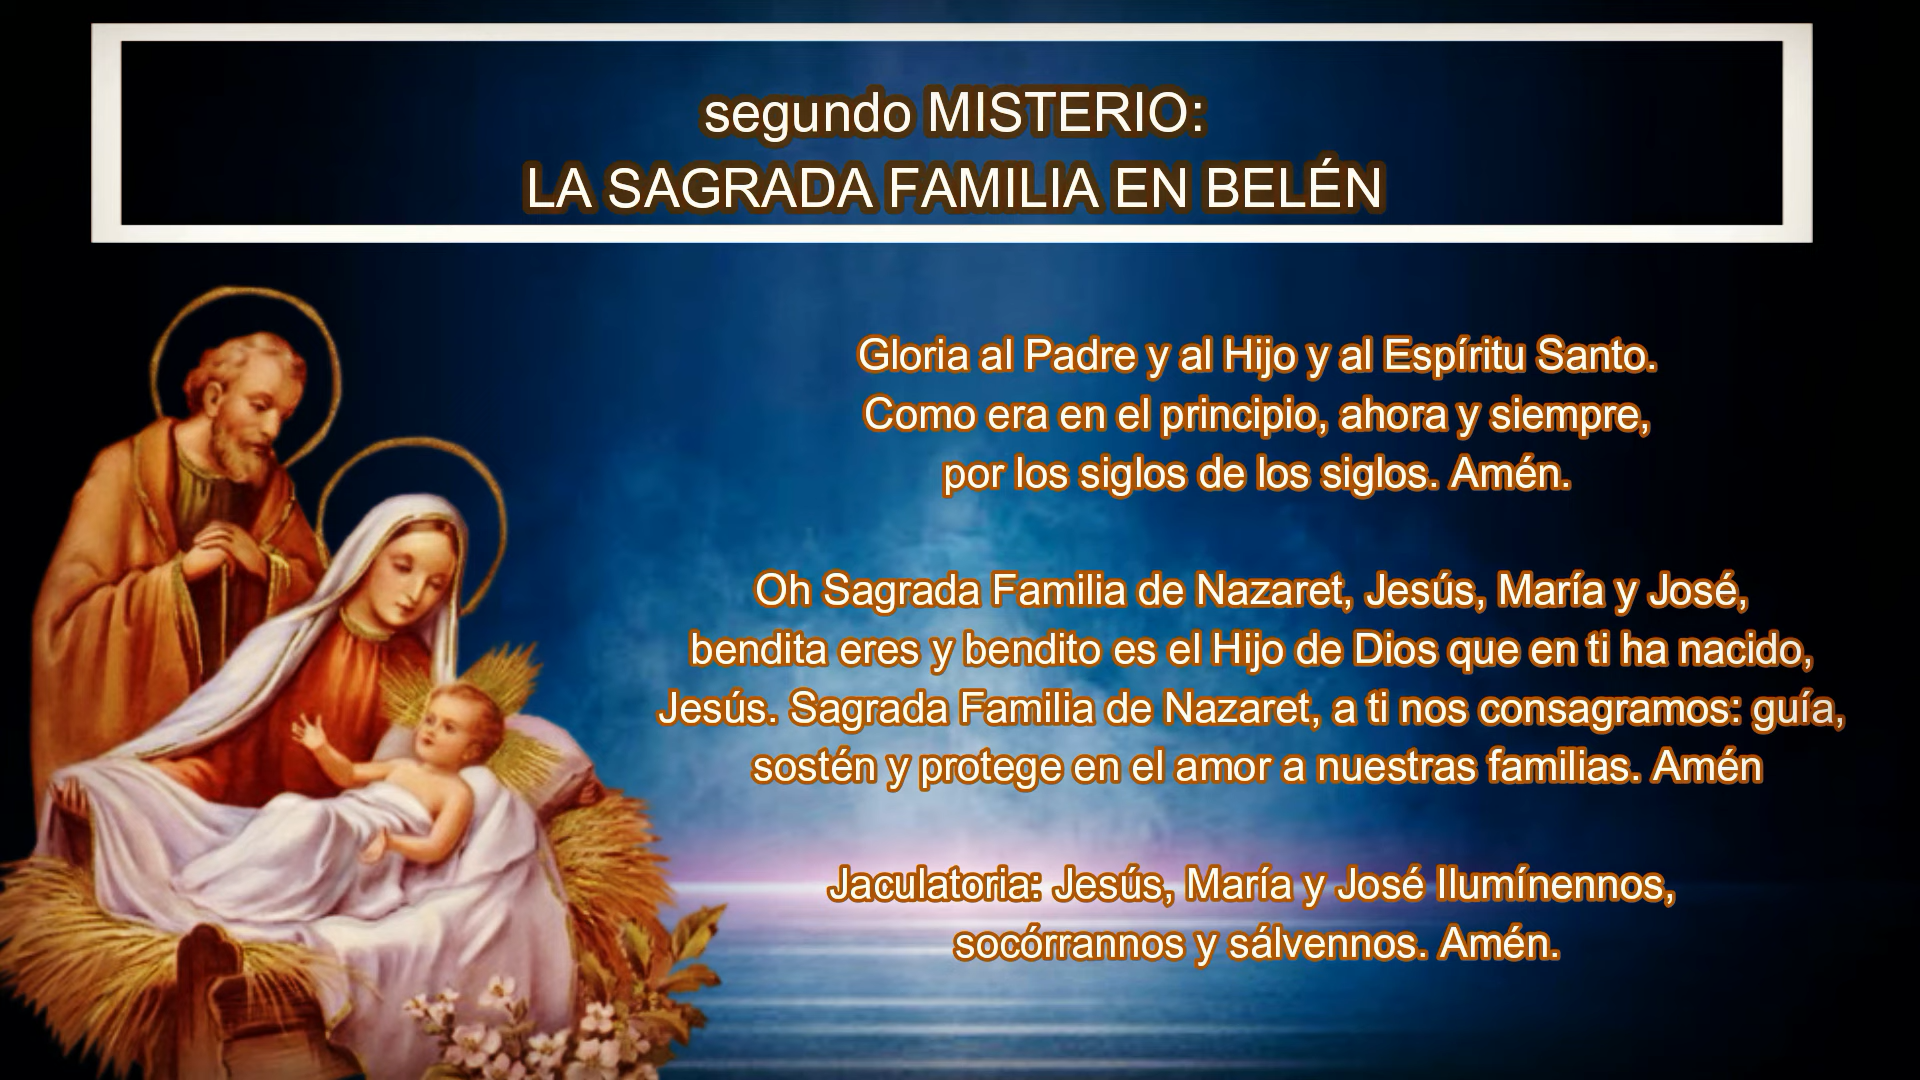 segundo MISTERIO:
LA SAGRADA FAMILIA EN BELÉN
Gloria al Padre y al Hijo y al Espíritu Santo.
Como era en el principio, ahora y siempre,
por los siglos de los siglos. Amén.
Oh Sagrada Familia de Nazaret, Jesús, María y José,
bendita eres y bendito es el Hijo de Dios que en ti ha nacido,
Jesús. Sagrada Familia de Nazaret, a ti nos consagramos: guía,
sostén y protege en el amor a nuestras familias. Amén
Jaculatoria: Jesús, María y José Ilumínennos,
socórrannos y sálvennos. Amén.